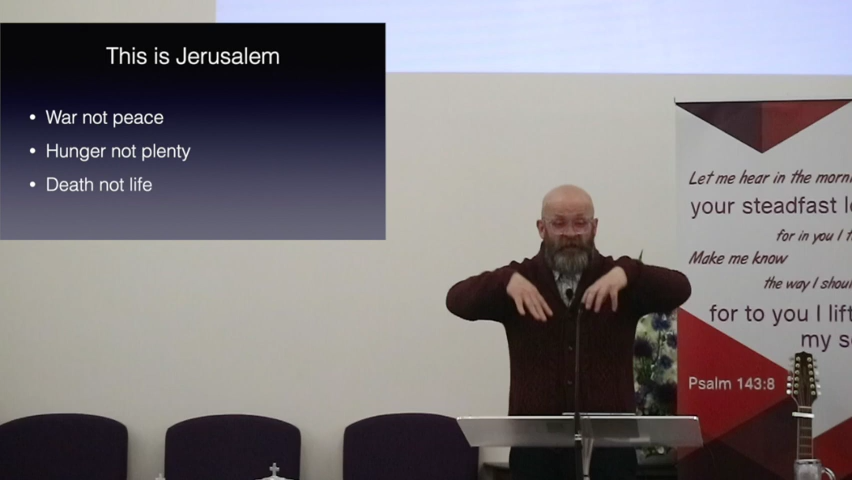 This is Jerusalem
• War not peace
• Hunger not plenty
• Death not life
Let me hear in the
your steadfast
for in you I
Make me know
the way I
for to you I lift
my
Psalm 143:8